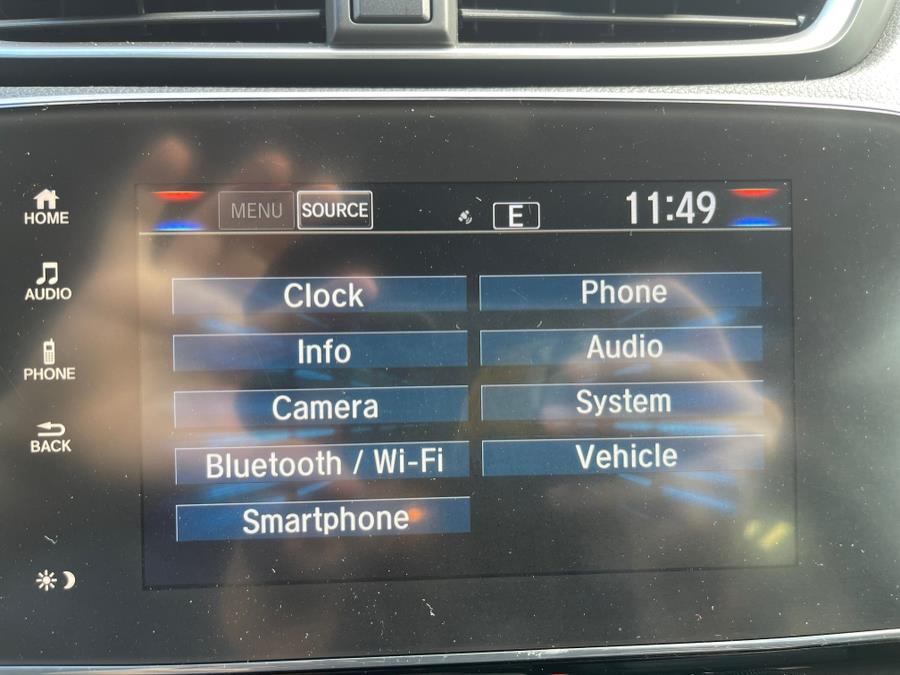 MENU SOURCE E 11:49
HOME
AUDIO
PHONE
BACK
Clock
Info
Camera
Bluetooth / Wi-Fi
Smartphone
Phone
Audio
System
Vehicle